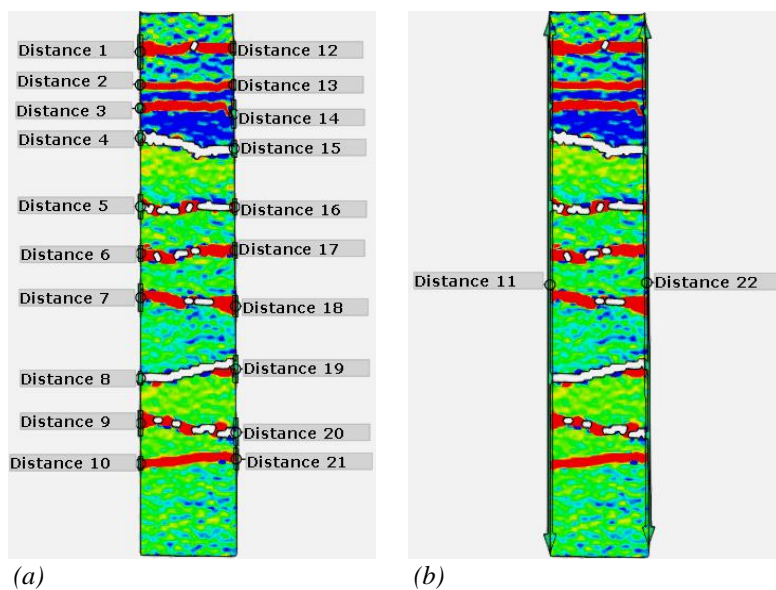 Distance 1
Distance 2
Distance 3
Distance 4
Distance 5
Distance 6
Distance 7
Distance 8
Distance 9
Distance 10
Distance 12
Distance 13
Distance 14
Distance 15
Distance 16
Distance 17
Distance 18
Distance 19
Distance 20
Distance 21
(a)
Distance 11
Distance 22
(b)